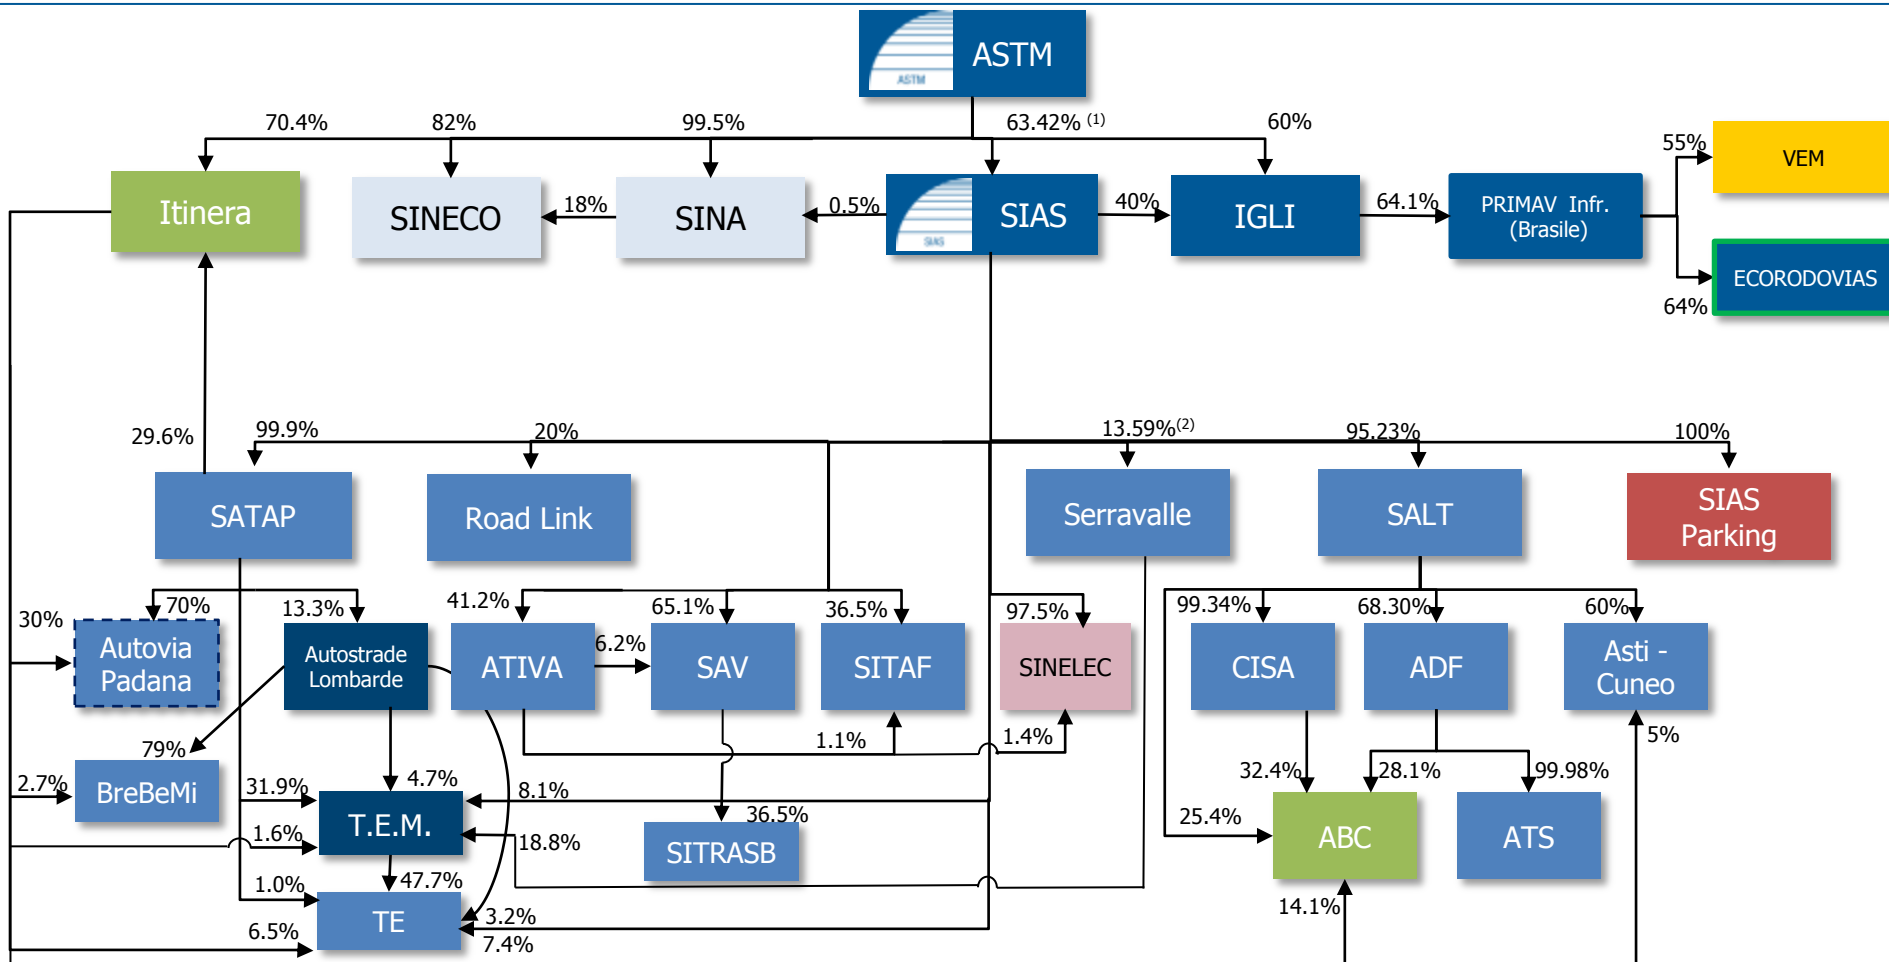 ASTM
ASTM
70.4%
82%
99.5%
63.42% (1)
60%
55%
VEM
Itinera
SINECO
18%
SINA
0.5%
SIAS
SIAS
40%
IGLI
64.1%
PRIMAV Infr.
(Brasile)
ECORODOVIAS
64%
29.6%
99.9%
20%
13.59%(2)
95.23%
100%
SATAP
Road Link
Serravalle
SALT
SIAS
Parking
30%
70%
13.3%
41.2%
65.1%
36.5%
97.5%
99.34%
68.30%
60%
Autovia
Padana
Autostrade
Lombarde
ATIVA
6.2%
SAV
SITAF
SINELEC
CISA
ADF
Asti -
Cuneo
79%
1.1%
1.4%
5%
2.7%
BreBeMi
31.9%
4.7%
8.1%
36.5%
32.4%
28.1%
99.98%
1.6%
T.E.M.
18.8%
SITRASB
25.4%
ABC
ATS
1.0%
47.7%
TE
3.2%
14.1%
6.5%
7.4%